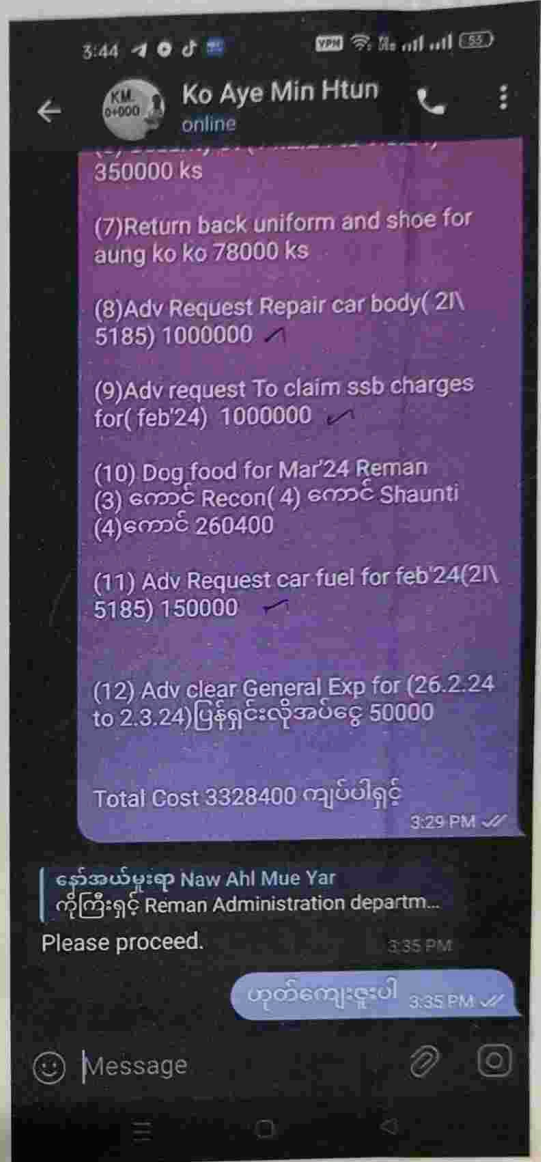 3:44
VPN
53
KM.
0+000
Ko Aye Min Htun
online
350000 ks
(7)Return back uniform and shoe for
aung ko ko 78000 ks
(8)Adv Request Repair car body( 2I\
5185) 1000000
(9)Adv request To claim ssb charges
for( feb'24) 1000000
(10) Dog food for Mar'24 Reman
(3) ကောင် Recon( 4) ကောင် Shaunti
(4)ကောင် 260400
(11) Adv Request car fuel for feb'24(2I\
5185) 150000
(12) Adv clear General Exp for (26.2.24
to 2.3.24)ပြန်ရှင်းလိုအပ်ငွေ 50000
Total Cost 3328400 ကျပ်ပါရှင့်
3:29 PM
နော်အယ်မူးရာ Naw Ahl Mue Yar
ကိုကြီးရှင့် Reman Administration departm...
Please proceed.
3:35 PM
ဟုတ်ကျေးဇူးပါ
3:35 PM
Message